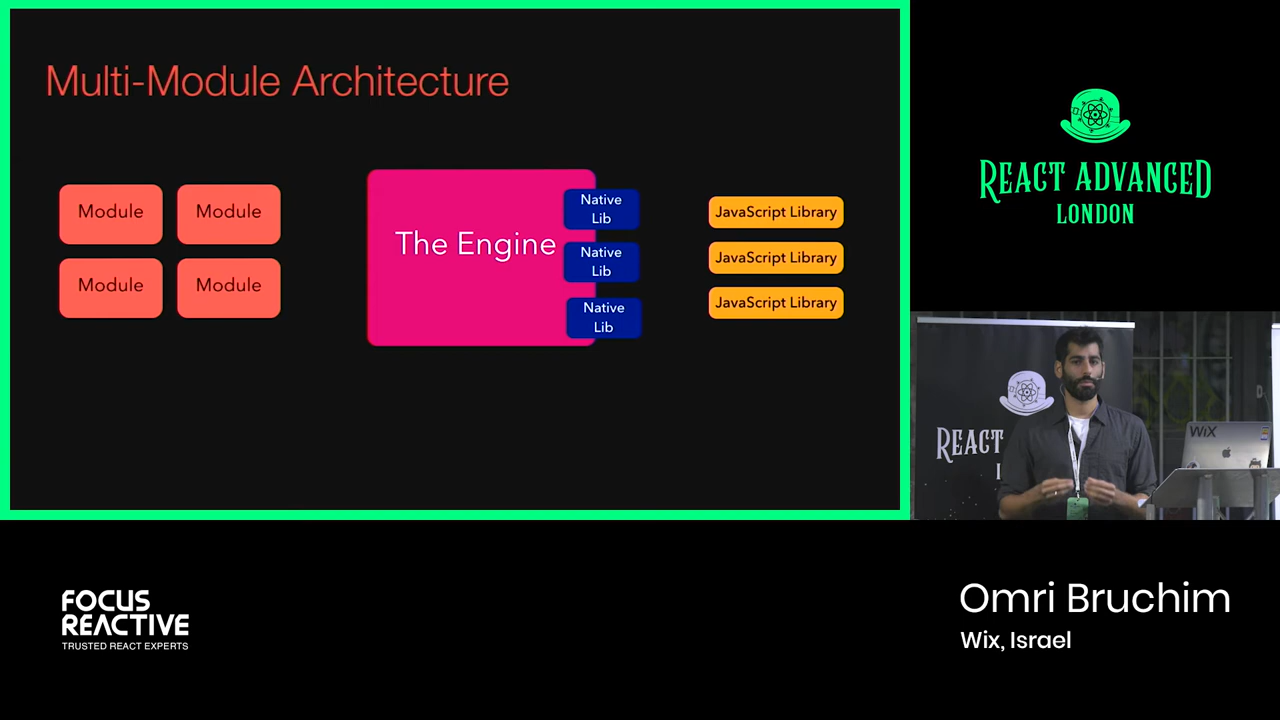 Multi-Module Architecture
Module
Module
Module
Module
The Engine
Native
Lib
Native
Lib
Native
Lib
JavaScript Library
JavaScript Library
JavaScript Library
REACT ADVANCED
LONDON
REACT
WiX
FOCUS
REACTIVE
TRUSTED REACT EXPERTS
Omri Bruchim
Wix, Israel